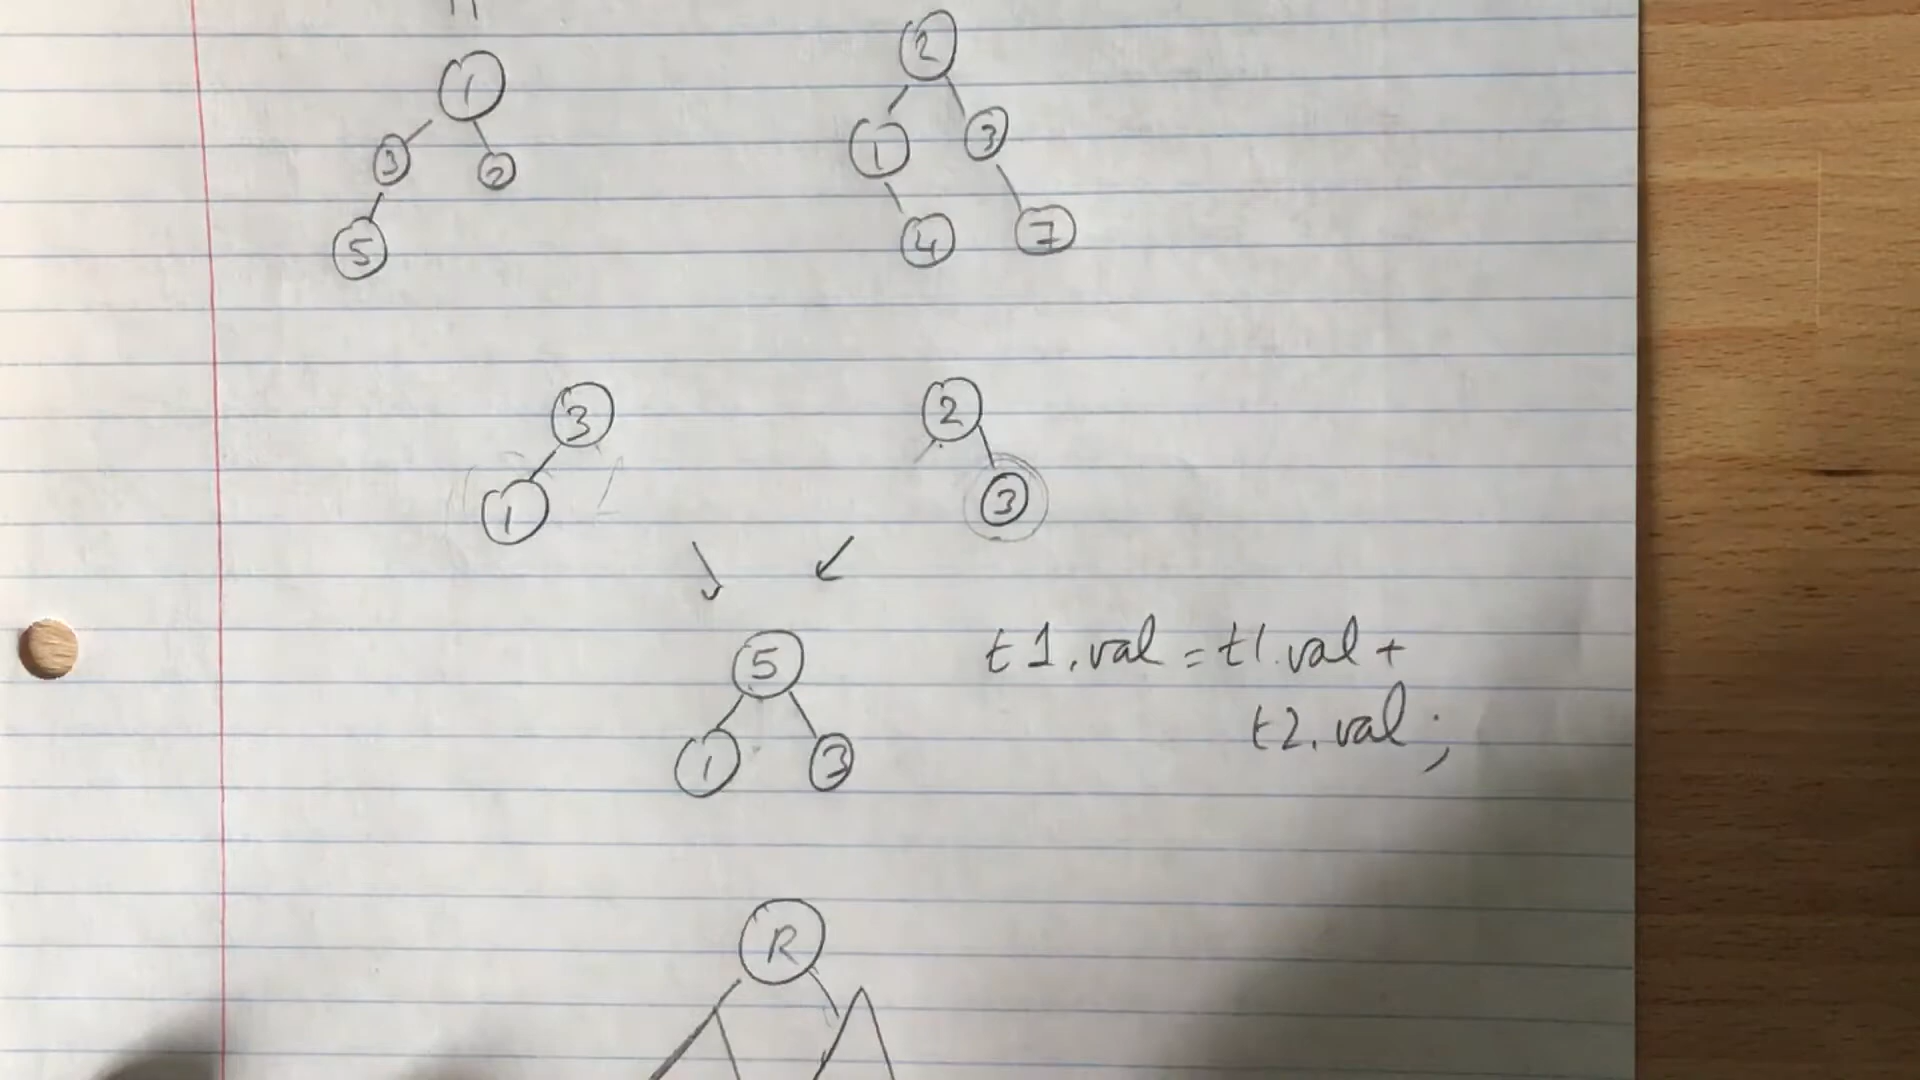 1 2
3 2 1 3
5 4 7
3 2
1 3
5
1 3
t1.val = t1.val +
t2.val;
R